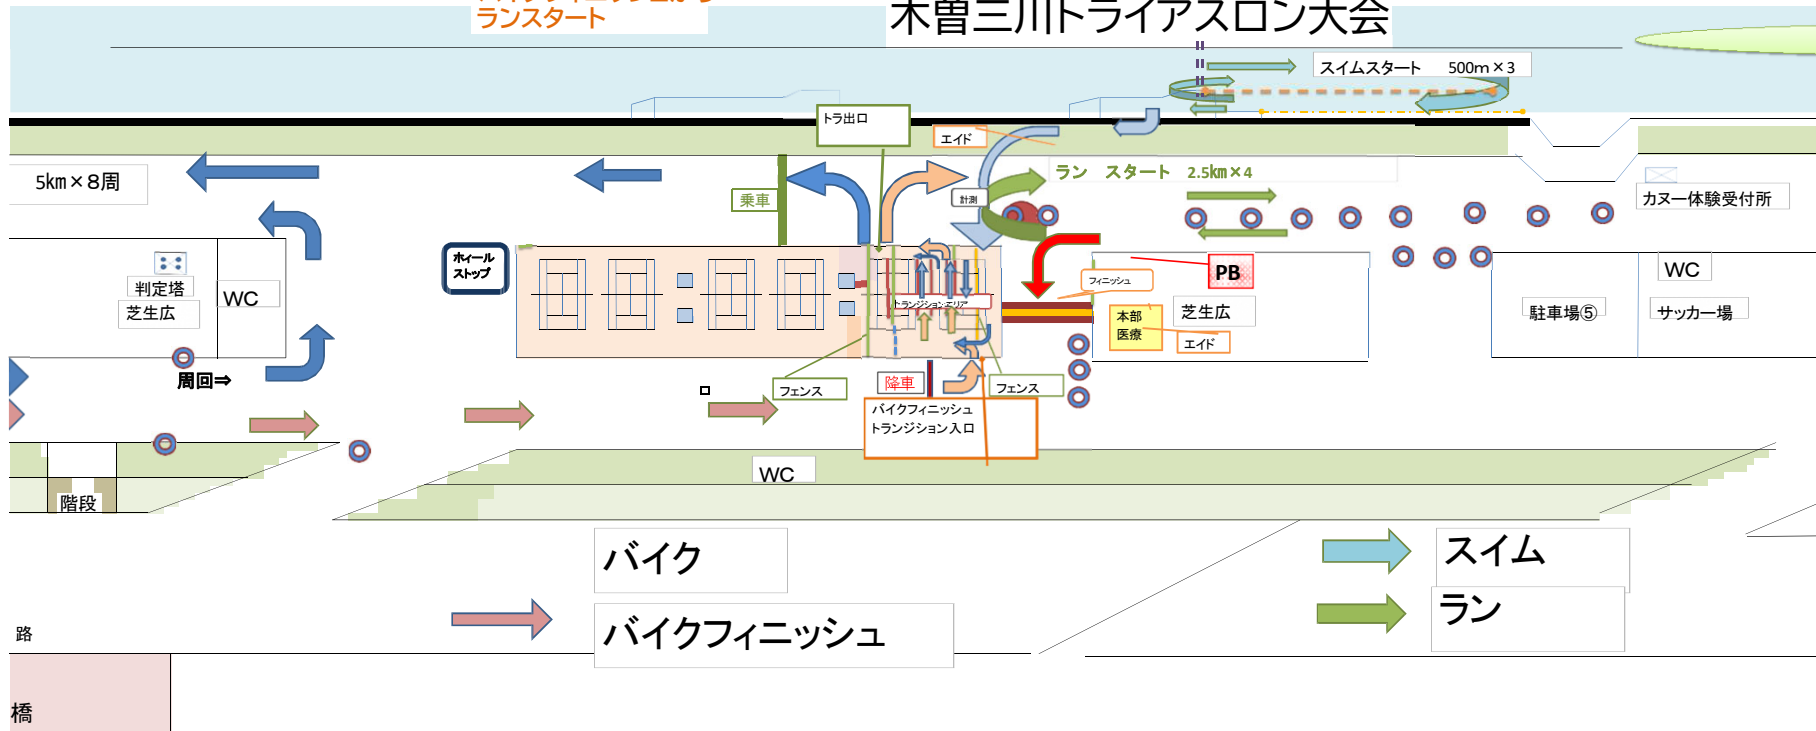 ランスタート
木曽三川トライアスロン大会
スイムスタート 500m×3
トラ出口
エイド
5km×8周
乗車
計測
ラン スタート 2.5km×4
カヌー体験受付所
ホィール
ストップ
判定塔
芝生広
WC
トランジションエリア
フィニッシュ
PB
本部
医療
芝生広
エイド
駐車場⑤
WC
サッカー場
周回⇒
フェンス
降車
フェンス
バイクフィニッシュ
トランジション入口
WC
階段
バイク
バイクフィニッシュ
スイム
ラン
路
橋